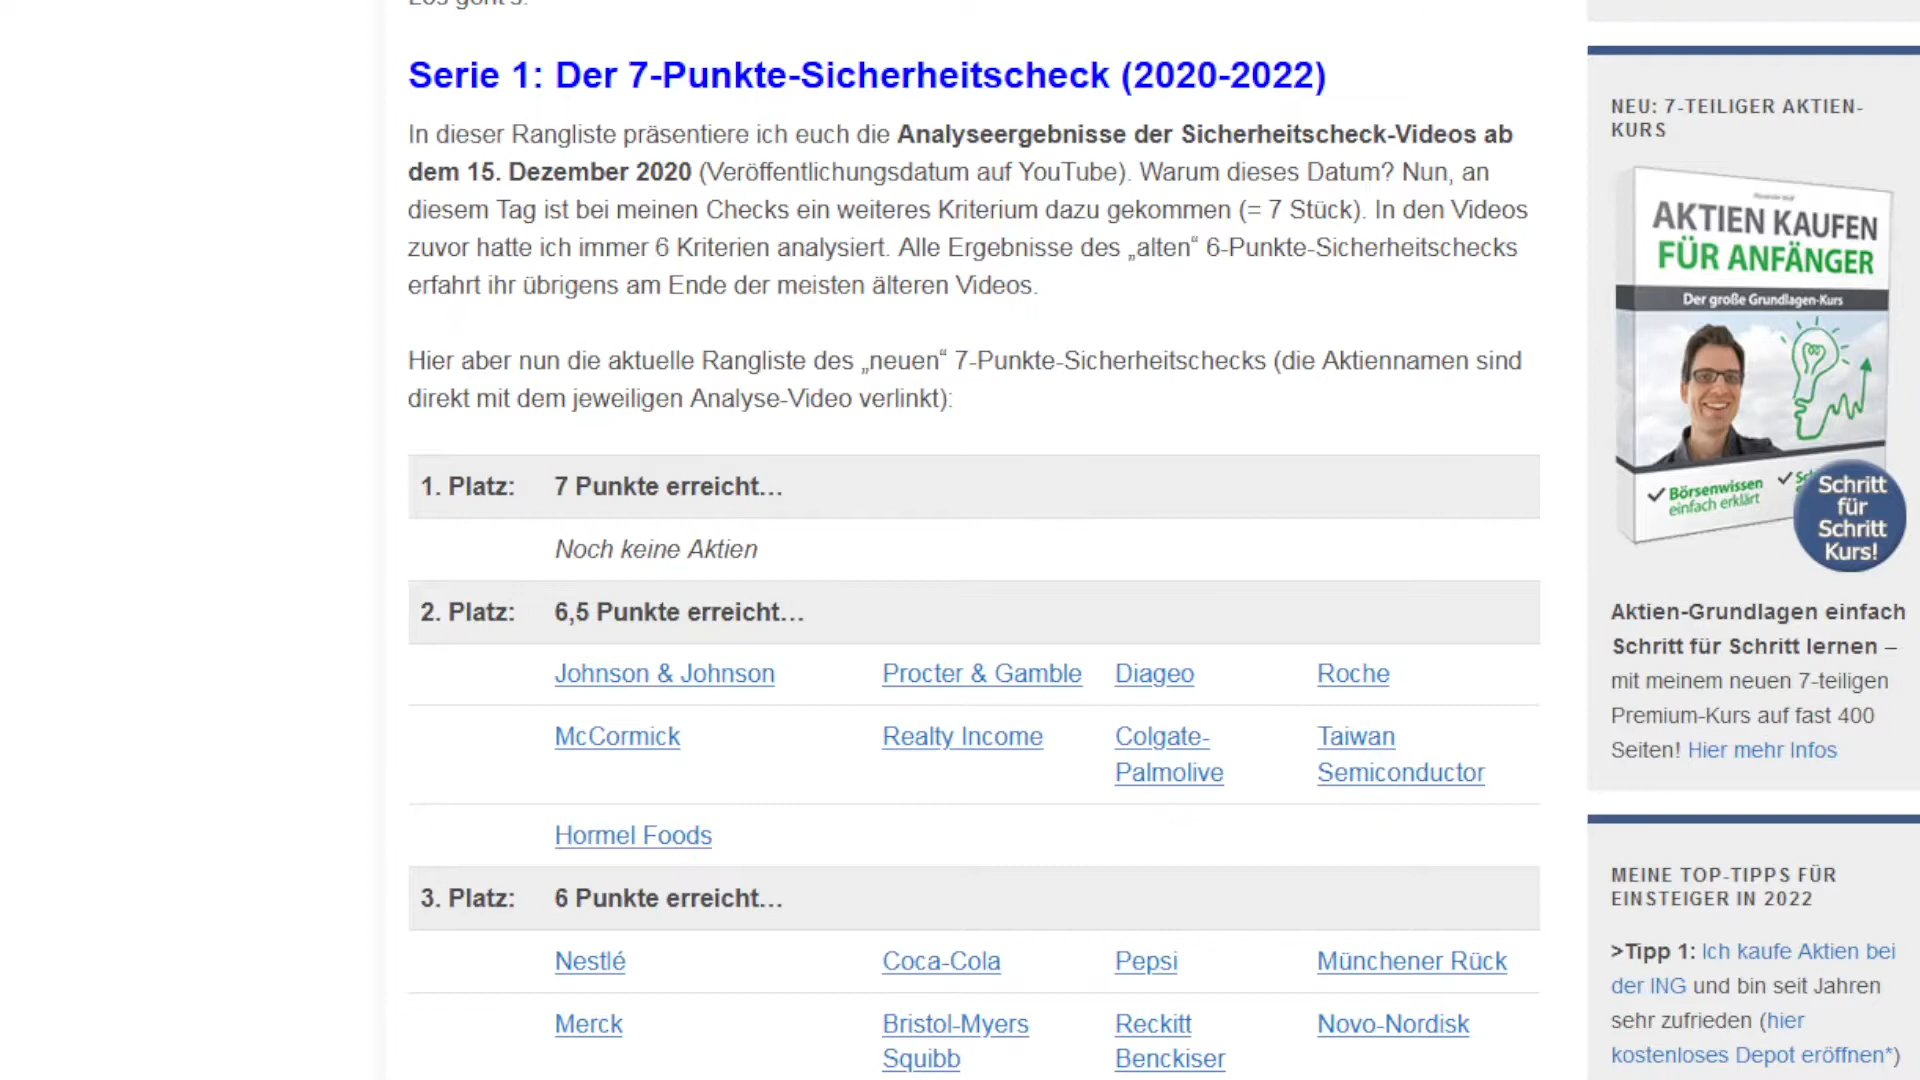 Los geht's.
Serie 1: Der 7-Punkte-Sicherheitscheck (2020-2022)
In dieser Rangliste präsentiere ich euch die Analyseergebnisse der Sicherheitscheck-Videos ab
dem 15. Dezember 2020 (Veröffentlichungsdatum auf YouTube). Warum dieses Datum? Nun, an
diesem Tag ist bei meinen Checks ein weiteres Kriterium dazu gekommen (= 7 Stück). In den Videos
zuvor hatte ich immer 6 Kriterien analysiert. Alle Ergebnisse des „alten“ 6-Punkte-Sicherheitschecks
erfahrt ihr übrigens am Ende der meisten älteren Videos.
Hier aber nun die aktuelle Rangliste des „neuen“ 7-Punkte-Sicherheitschecks (die Aktiennamen sind
direkt mit dem jeweiligen Analyse-Video verlinkt):
1. Platz: 7 Punkte erreicht…
Noch keine Aktien
2. Platz: 6,5 Punkte erreicht…
Johnson & Johnson Procter & Gamble Diageo Roche
McCormick Realty Income Colgate- Taiwan
Palmolive Semiconductor
Hormel Foods
3. Platz: 6 Punkte erreicht…
Nestlé Coca-Cola Pepsi Münchener Rück
Merck Bristol-Myers Reckitt Novo-Nordisk
Squibb Benckiser
NEU: 7-TEILIGER AKTIEN-
KURS
AKTIEN KAUFEN
FÜR ANFÄNGER
Der große Grundlagen-Kurs
Börsenwissen
einfach erklärt
Schritt
für
Schritt
Kurs!
Aktien-Grundlagen einfach
Schritt für Schritt lernen –
mit meinem neuen 7-teiligen
Premium-Kurs auf fast 400
Seiten! Hier mehr Infos
MEINE TOP-TIPPS FÜR
EINSTEIGER IN 2022
>Tipp 1: Ich kaufe Aktien bei
der ING und bin seit Jahren
sehr zufrieden (hier
kostenloses Depot eröffnen*)